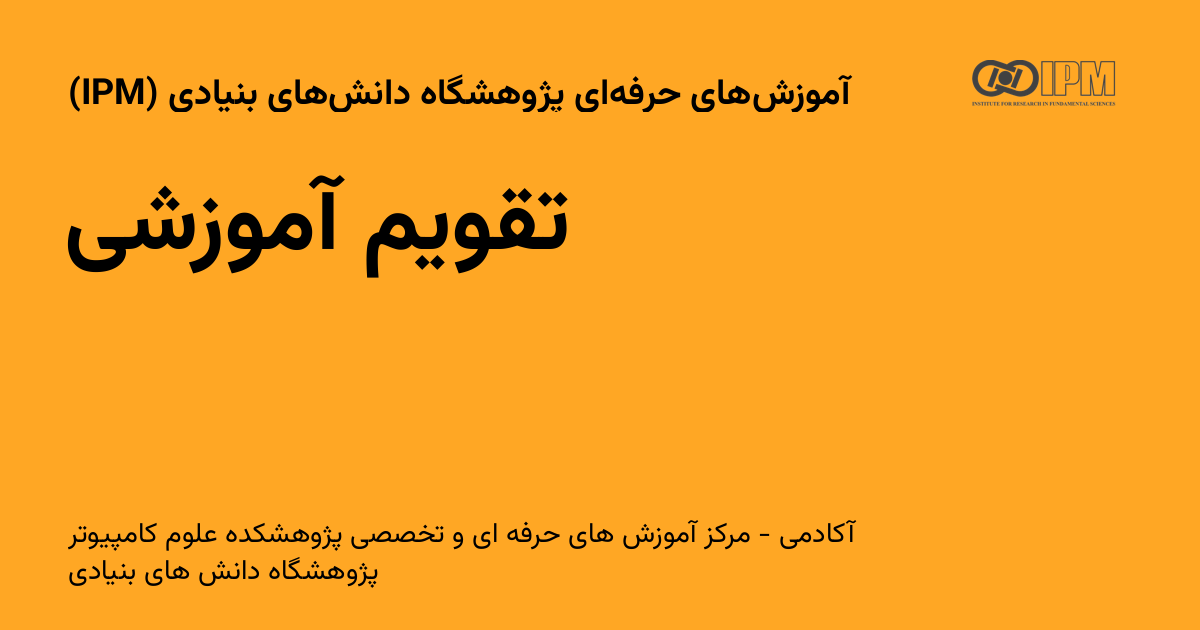 آموزش‌های حرفه‌ای پژوهشگاه دانش‌های بنیادی (IPM)
IPM
INSTITUTE FOR RESEARCH IN FUNDAMENTAL SCIENCES
تقویم آموزشی
آکادمی - مرکز آموزش های حرفه ای و تخصصی پژوهشکده علوم کامپیوتر
پژوهشگاه دانش های بنیادی